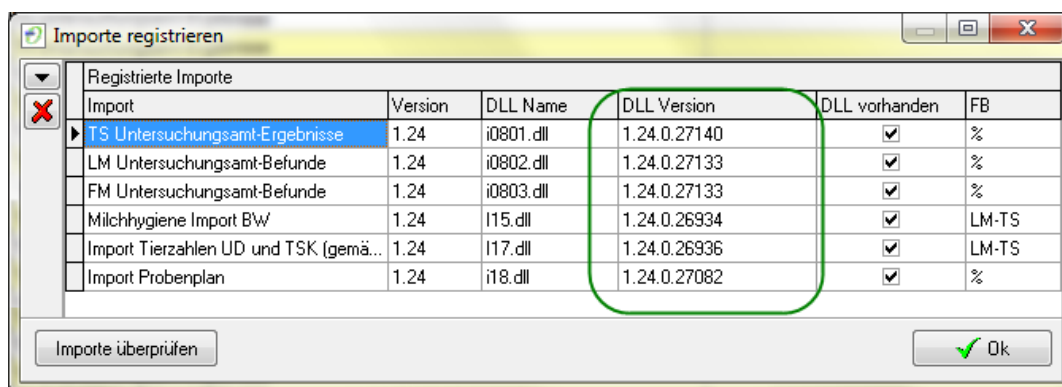 Importe registrieren
Registrierte Importe
Import Version DLL Name DLL Version DLL vorhanden FB
TS Untersuchungsamt-Ergebnisse 1.24 i0801.dll 1.24.0.27140 %
LM Untersuchungsamt-Befunde 1.24 i0802.dll 1.24.0.27133 %
FM Untersuchungsamt-Befunde 1.24 i0803.dll 1.24.0.27133 %
Milchhygiene Import BW 1.24 I15.dll 1.24.0.26934 LM-TS
Import Tierzahlen UD und TSK (gemä... 1.24 I17.dll 1.24.0.26936 LM-TS
Import Probenplan 1.24 i18.dll 1.24.0.27082 %
Importe überprüfen Ok